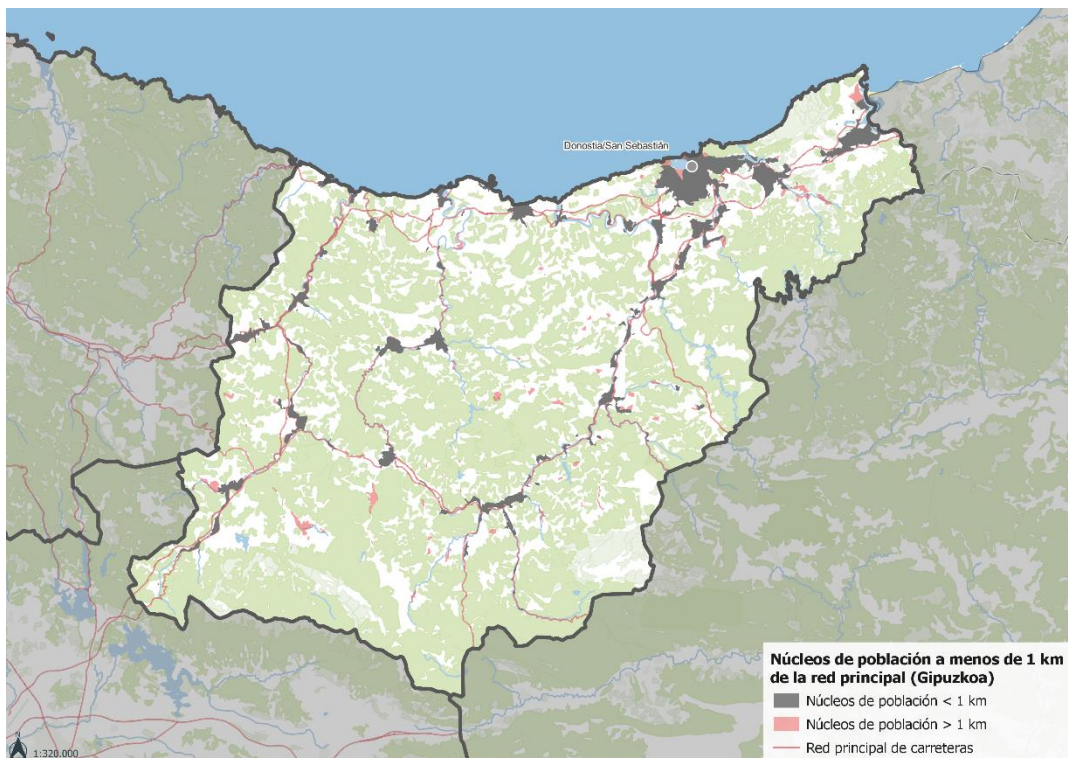 Donostia/San Sebastián
Núcleos de población a menos de 1 km
de la red principal (Gipuzkoa)
Núcleos de población < 1 km
Núcleos de población > 1 km
Red principal de carreteras
1:320.000